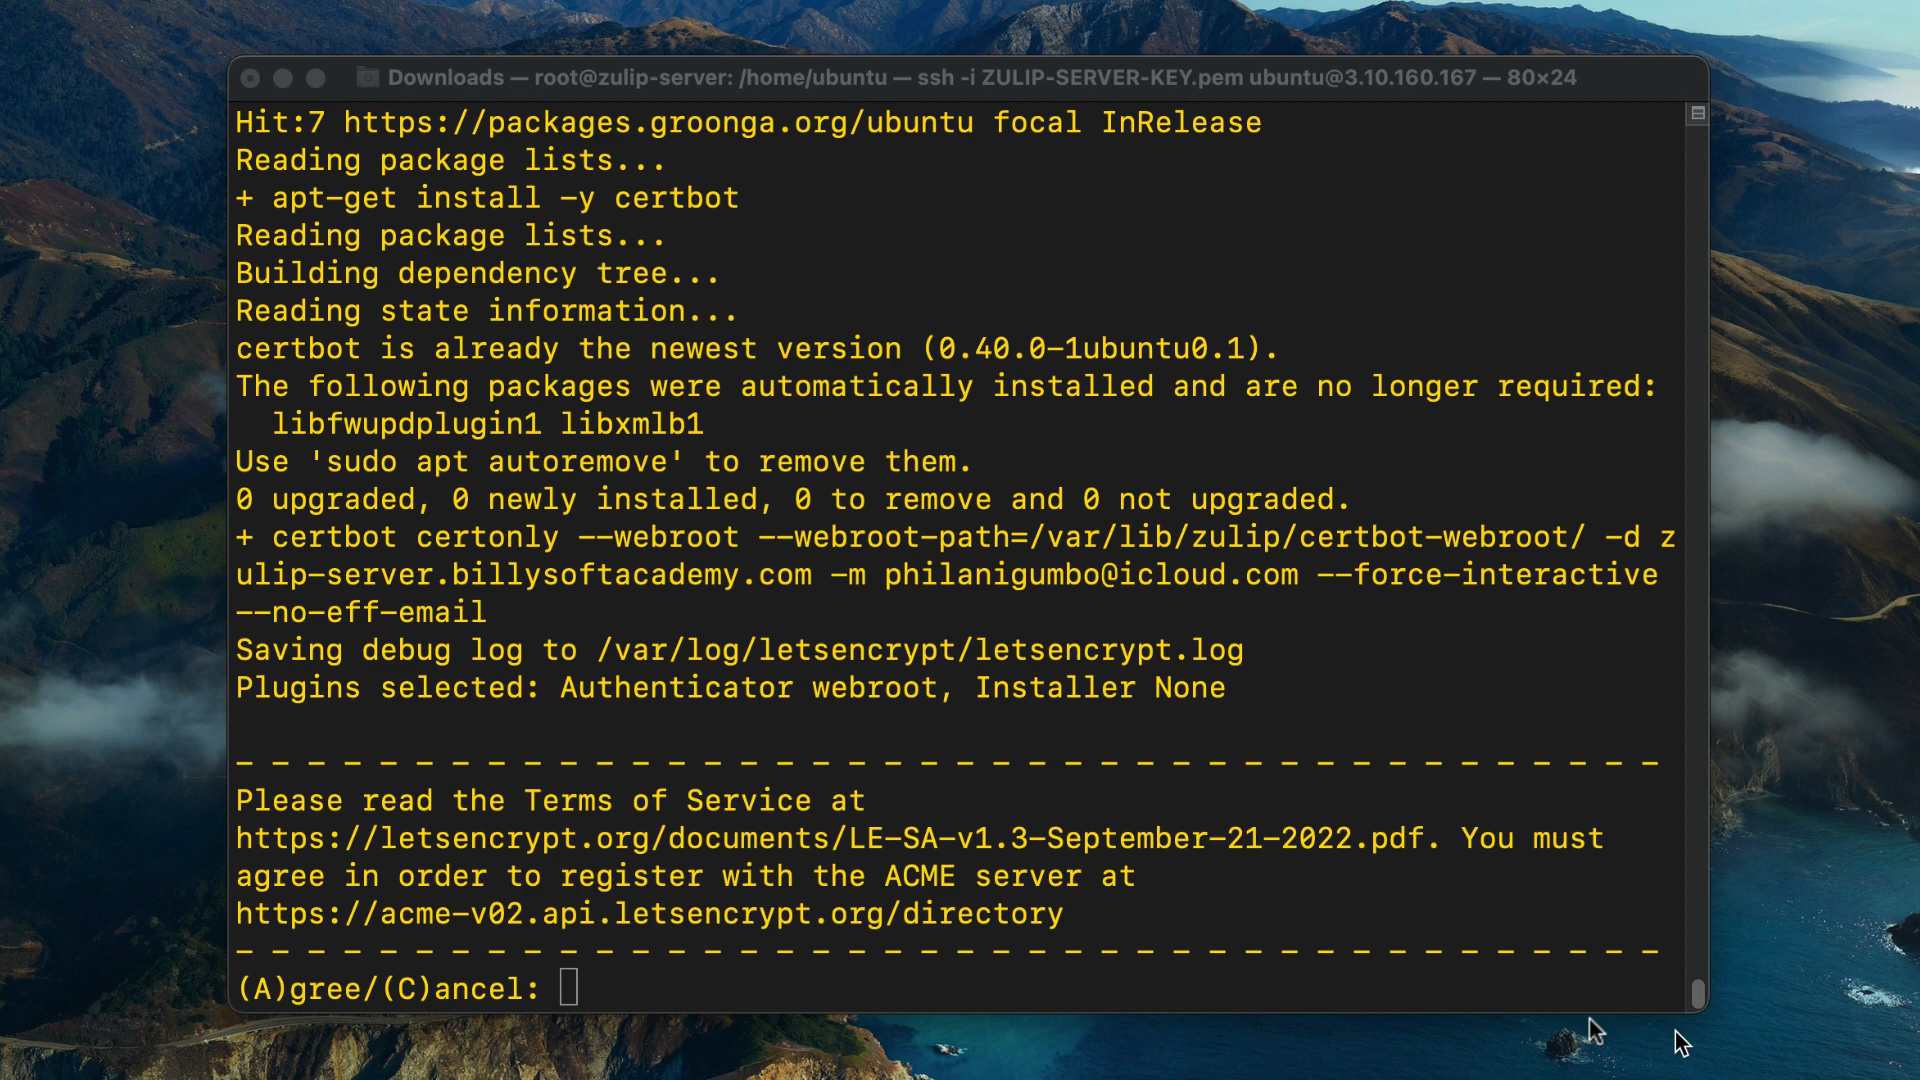 Downloads — root@zulip-server: /home/ubuntu — ssh -i ZULIP-SERVER-KEY.pem ubuntu@3.10.160.167 — 80×24
Hit:7 https://packages.groonga.org/ubuntu focal InRelease
Reading package lists...
+ apt-get install -y certbot
Reading package lists...
Building dependency tree...
Reading state information...
certbot is already the newest version (0.40.0-1ubuntu0.1).
The following packages were automatically installed and are no longer required:
  libfwupdplugin1 libxmlb1
Use 'sudo apt autoremove' to remove them.
0 upgraded, 0 newly installed, 0 to remove and 0 not upgraded.
+ certbot certonly --webroot --webroot-path=/var/lib/zulip/certbot-webroot/ -d z
ulip-server.billysoftacademy.com -m philanigumbo@icloud.com --force-interactive
--no-eff-email
Saving debug log to /var/log/letsencrypt/letsencrypt.log
Plugins selected: Authenticator webroot, Installer None
- - - - - - - - - - - - - - - - - - - - - - - - - - - - - - - - - - - - - - - -
Please read the Terms of Service at
https://letsencrypt.org/documents/LE-SA-v1.3-September-21-2022.pdf. You must
agree in order to register with the ACME server at
https://acme-v02.api.letsencrypt.org/directory
- - - - - - - - - - - - - - - - - - - - - - - - - - - - - - - - - - - - - - - -
(A)gree/(C)ancel: